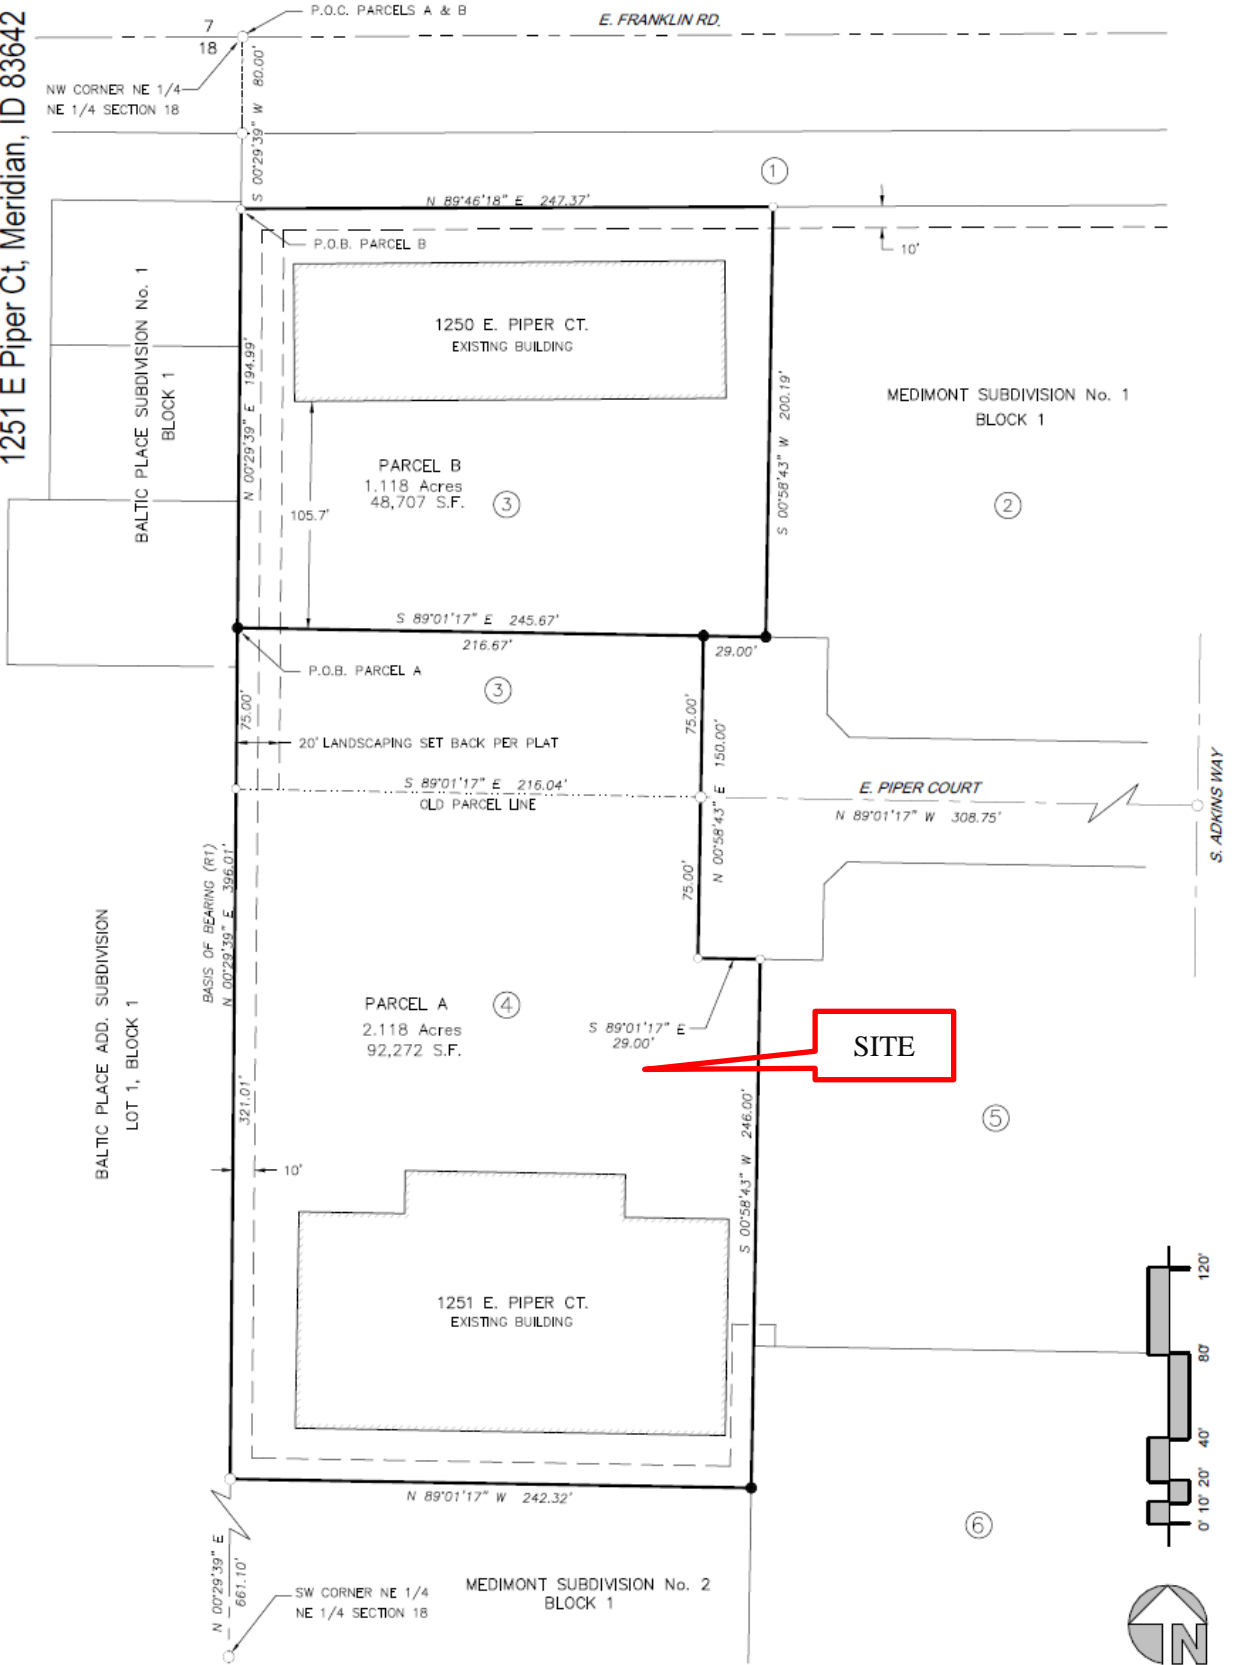 1251 E Piper Ct, Meridian, ID 83642
7
18
P.O.C. PARCELS A & B
E. FRANKLIN RD.
NW CORNER NE 1/4
NE 1/4 SECTION 18
S 00°29'39" W 80.00'
1
N 89°46'18" E 247.37'
P.O.B. PARCEL B
10'
BALTIC PLACE SUBDIVISION No. 1
BLOCK 1
N 00°29'39" E 194.99'
1250 E. PIPER CT.
EXISTING BUILDING
S 00°58'43" W 200.19'
MEDIMONT SUBDIVISION No. 1
BLOCK 1
PARCEL B
1.118 Acres
48,707 S.F.
3
2
105.7'
S 89°01'17" E 245.67'
216.67'
29.00'
P.O.B. PARCEL A
3
75.00'
75.00'
N 00°58'43" E 150.00'
20' LANDSCAPING SET BACK PER PLAT
S 89°01'17" E 216.04'
OLD PARCEL LINE
E. PIPER COURT
N 89°01'17" W 308.75'
S. ADKINS WAY
75.00'
BASIS OF BEARING (R1)
N 00°29'39" E 396.01'
BALTIC PLACE ADD. SUBDIVISION
LOT 1, BLOCK 1
PARCEL A
2.118 Acres
92,272 S.F.
4
S 89°01'17" E
29.00'
SITE
321.01'
S 00°58'43" W 246.00'
5
10'
1251 E. PIPER CT.
EXISTING BUILDING
0' 10' 20' 40' 80' 120'
N 89°01'17" W 242.32'
6
N 00°29'39" E
661.10'
SW CORNER NE 1/4
NE 1/4 SECTION 18
MEDIMONT SUBDIVISION No. 2
BLOCK 1
N